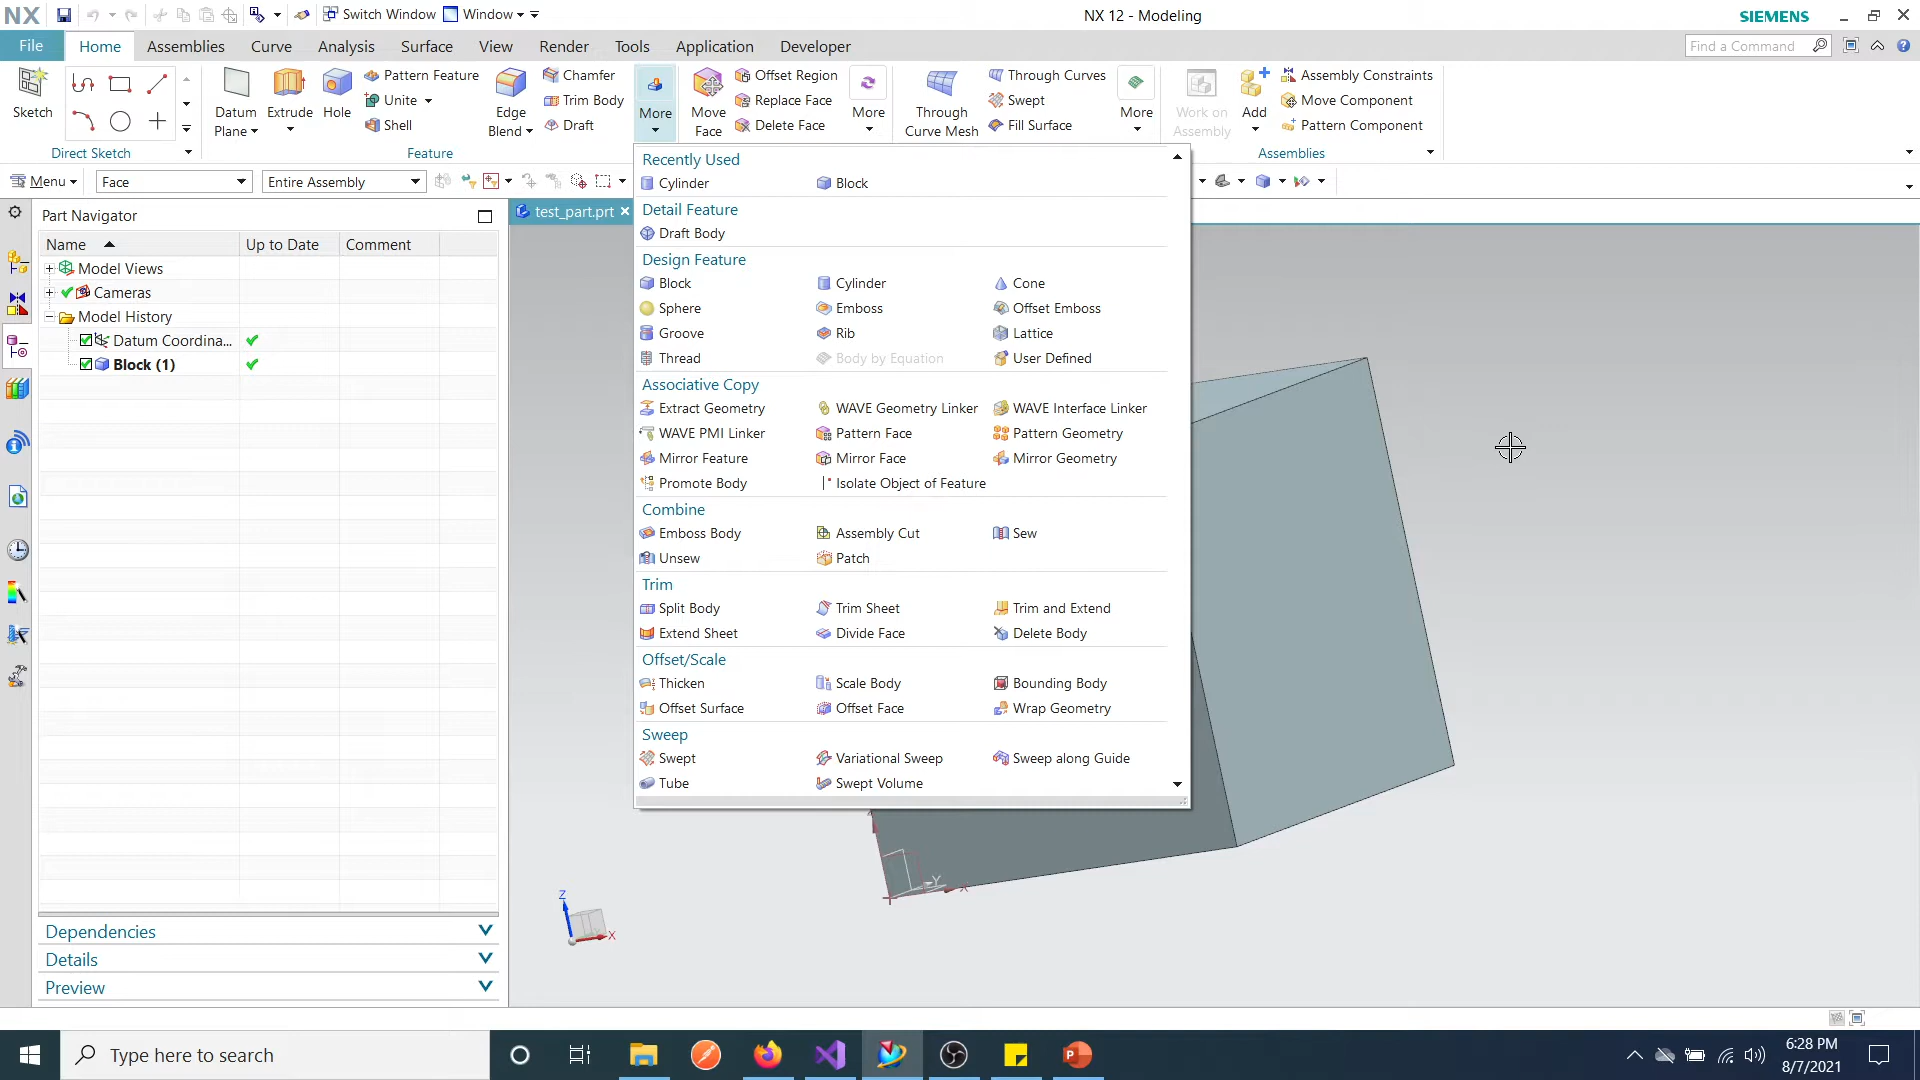 NX
Switch Window
Window
NX 12 - Modeling
SIEMENS
File
Home
Assemblies
Curve
Analysis
Surface
View
Render
Tools
Application
Developer
Find a Command
Sketch
Direct Sketch
Datum
Plane
Extrude
Hole
Pattern Feature
Unite
Shell
Edge
Blend
Chamfer
Trim Body
Draft
More
Feature
Move
Face
Offset Region
Replace Face
Delete Face
More
Through
Curve Mesh
Through Curves
Swept
Fill Surface
More
Work on
Assembly
Add
Assembly Constraints
Move Component
Pattern Component
Assemblies
Menu
Face
Entire Assembly
Part Navigator
test_part.prt
Name
Up to Date
Comment
Model Views
Cameras
Model History
Datum Coordina...
Block (1)
Dependencies
Details
Preview
Recently Used
Cylinder
Block
Detail Feature
Draft Body
Design Feature
Block
Cylinder
Cone
Sphere
Emboss
Offset Emboss
Groove
Rib
Lattice
Thread
Body by Equation
User Defined
Associative Copy
Extract Geometry
WAVE Geometry Linker
WAVE Interface Linker
WAVE PMI Linker
Pattern Face
Pattern Geometry
Mirror Feature
Mirror Face
Mirror Geometry
Promote Body
Isolate Object of Feature
Combine
Emboss Body
Assembly Cut
Sew
Unsew
Patch
Trim
Split Body
Trim Sheet
Trim and Extend
Extend Sheet
Divide Face
Delete Body
Offset/Scale
Thicken
Scale Body
Bounding Body
Offset Surface
Offset Face
Wrap Geometry
Sweep
Swept
Variational Sweep
Sweep along Guide
Tube
Swept Volume
Y
X
Z
X
Type here to search
6:28 PM
8/7/2021